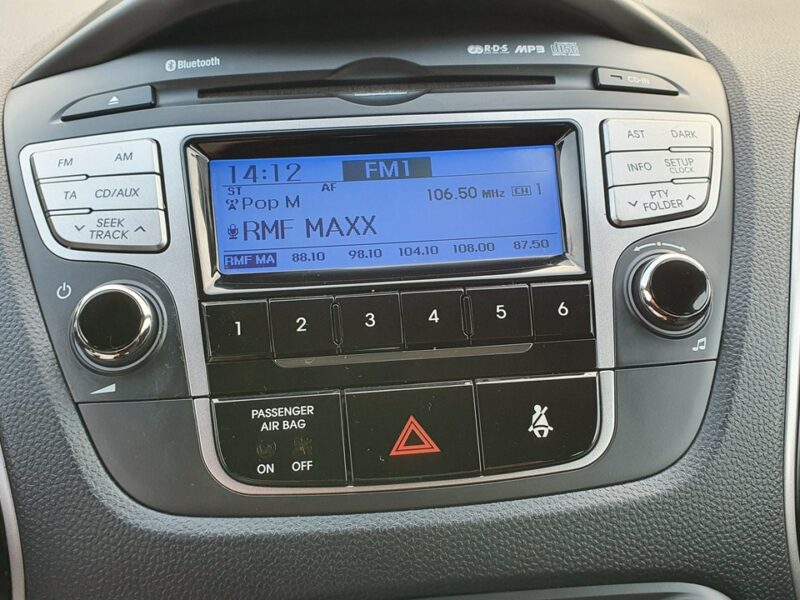 Bluetooth
R·D·S MP3 disc
CD-IN
FM AM
TA CD/AUX
SEEK
TRACK
14:12 FM1
ST AF
Pop M 106.50 MHz CH 1
RMF MAXX
RMF MA 88.10 98.10 104.10 108.00 87.50
AST DARK
INFO SETUP
CLOCK
PTY
FOLDER
1 2 3 4 5 6
PASSENGER
AIR BAG
ON OFF